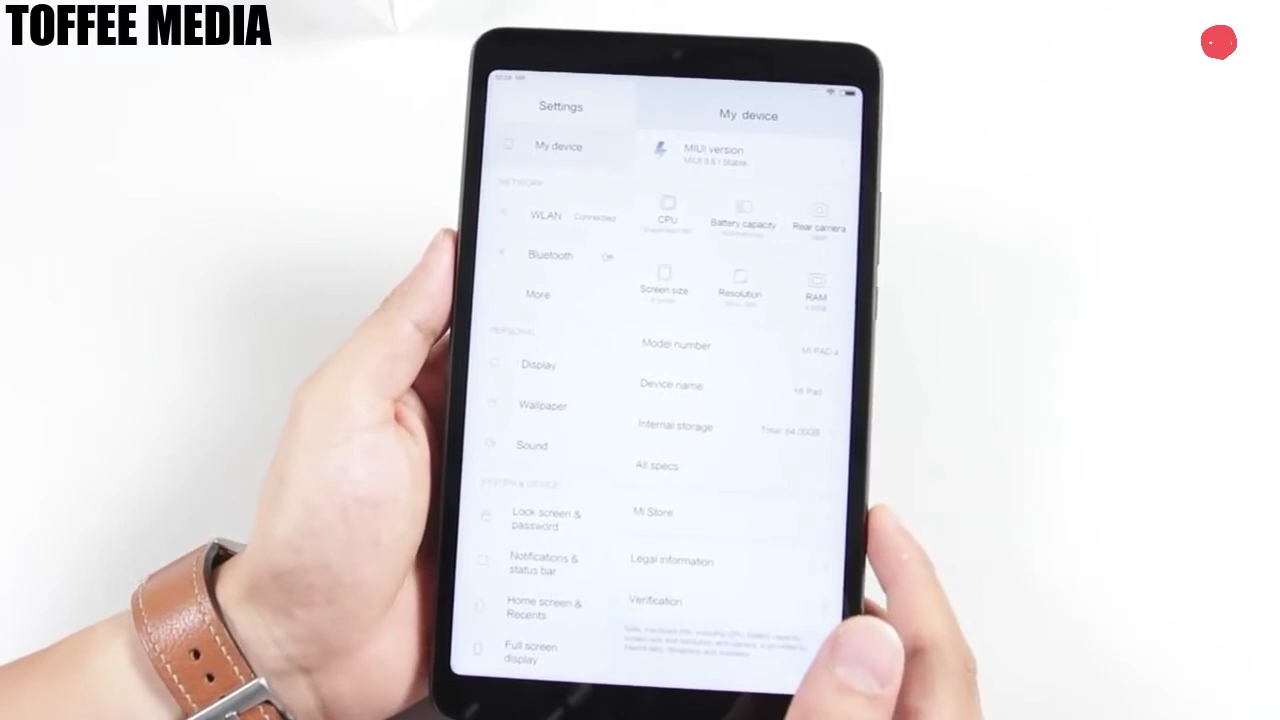 TOFFEE MEDIA
Settings
My device
NETWORK
WLAN Connected
Bluetooth Off
More
PERSONAL
Display
Wallpaper
Sound
SYSTEM & DEVICE
Lock screen &
password
Notifications &
status bar
Home screen &
Recents
Full screen
display
My device
MIUI version
MIUI 9.6 | Stable
CPU
Battery capacity
Rear camera
Screen size
Resolution
RAM
Model number MI PAD 4
Device name Mi Pad
Internal storage Total: 64.00GB
All specs
Mi Store
Legal information
Verification